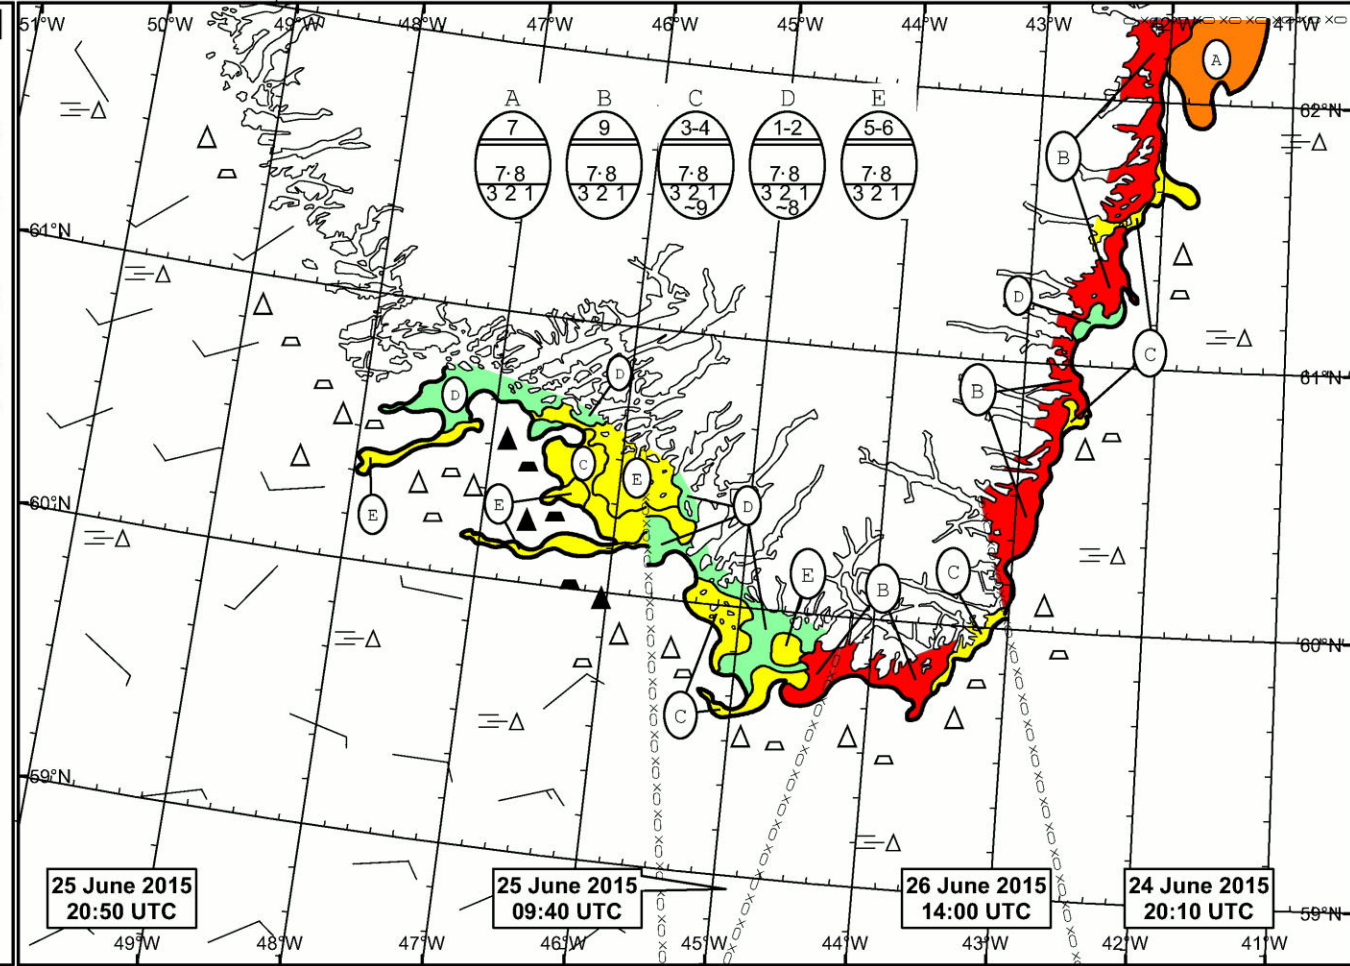 51°W 50°W 49°W 48°W 47°W 46°W 45°W 44°W 43°W 42°W 41°W
A B C D E
7 9 3-4 1-2 5-6
7·8 7·8 7·8 7·8 7·8
3 2 1 3 2 1 3 2 1 3 2 1 3 2 1
~9 ~8
A
62°N
B
61°N
D
C
D
B
61°N
D
C
E
60°N
E
D
E
E
B
C
60°N
C
59°N
25 June 2015
20:50 UTC
25 June 2015
09:40 UTC
26 June 2015
14:00 UTC
24 June 2015
20:10 UTC
59°N
49°W 48°W 47°W 46°W 45°W 44°W 43°W 42°W 41°W